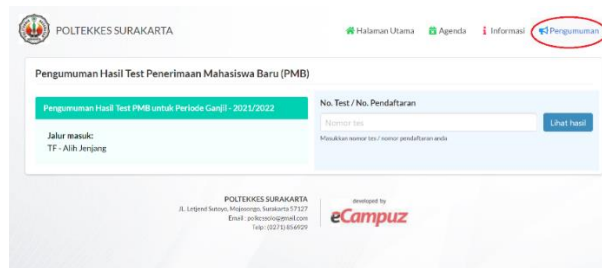 POLTEKKES SURAKARTA
Halaman Utama Agenda Informasi Pengumuman
Pengumuman Hasil Test Penerimaan Mahasiswa Baru (PMB)
Pengumuman Hasil Test PMB untuk Periode Ganjil - 2021/2022
Jalur masuk:
TF - Alih Jenjang
No. Test / No. Pendaftaran
Nomor tes
Lihat hasil
Masukkan nomor tes / nomor pendaftaran anda
POLTEKKES SURAKARTA
JL. Letjend Sutoyo, Mojosongo, Surakarta 57127
Email : polkessolo@gmail.com
Telp: (0271) 856929
developed by
eCampuz